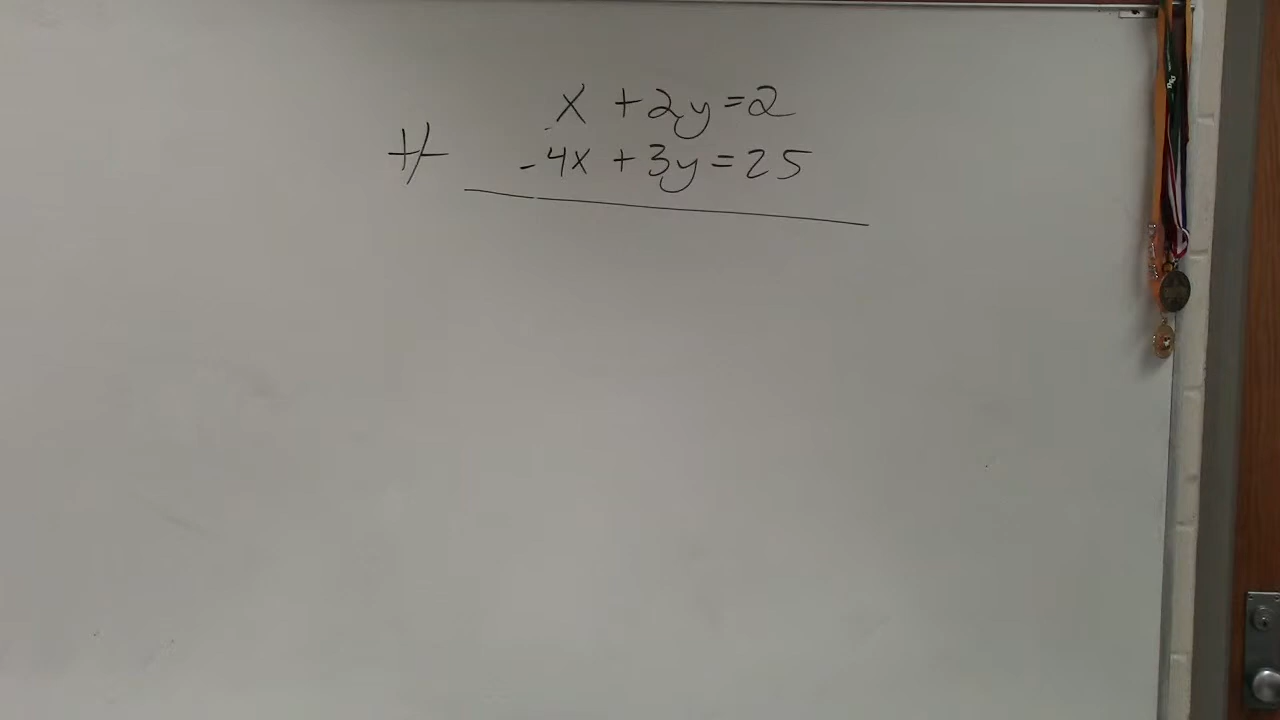 x + 2y = 2
+/- -4x + 3y = 25